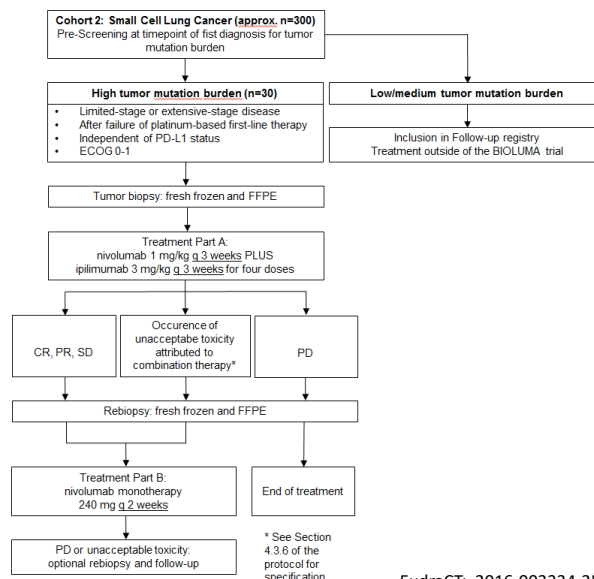 Cohort 2: Small Cell Lung Cancer (approx. n=300)
Pre-Screening at timepoint of fist diagnosis for tumor
mutation burden
High tumor mutation burden (n=30)
• Limited-stage or extensive-stage disease
• After failure of platinum-based first-line therapy
• Independent of PD-L1 status
• ECOG 0-1
Low/medium tumor mutation burden
Inclusion in Follow-up registry
Treatment outside of the BIOLUMA trial
Tumor biopsy: fresh frozen and FFPE
Treatment Part A:
nivolumab 1 mg/kg q 3 weeks PLUS
ipilimumab 3 mg/kg q 3 weeks for four doses
CR, PR, SD
Occurence of
unacceptabe toxicity
attributed to
combination therapy*
PD
Rebiopsy: fresh frozen and FFPE
Treatment Part B:
nivolumab monotherapy
240 mg q 2 weeks
End of treatment
PD or unacceptable toxicity:
optional rebiopsy and follow-up
* See Section
4.3.6 of the
protocol for
specification